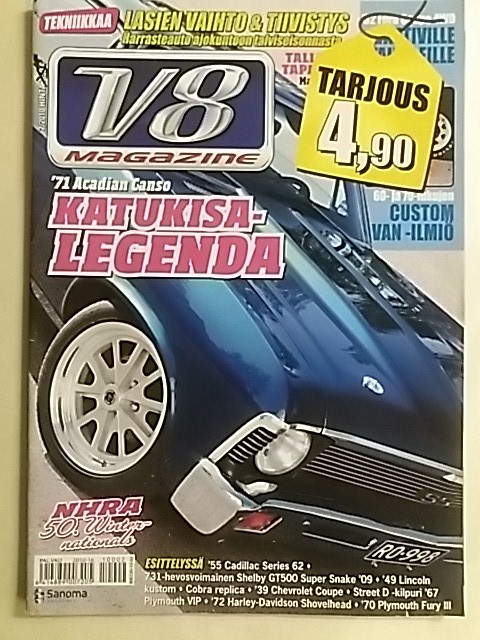 TEKNIIKKAA LASIEN VAIHTO & TIIVISTYS
Harrasteauto ajokuntoon talviseisonnasta
V8
MAGAZINE
TARJOUS
4,90
60- ja 70-lukujen
CUSTOM
VAN -ILMIÖ
'71 Acadian Canso
KATUKISA-
LEGENDA
SS
RO-998
NHRA
50. Winter-
nationals
Sanoma
ESITTELYSSÄ '55 Cadillac Series 62 •
731-hevosvoimainen Shelby GT500 Super Snake '09 • '49 Lincoln
kustom • Cobra replica • '39 Chevrolet Coupe • Street D -kilpuri '67
Plymouth VIP • '72 Harley-Davidson Shovelhead • '70 Plymouth Fury III